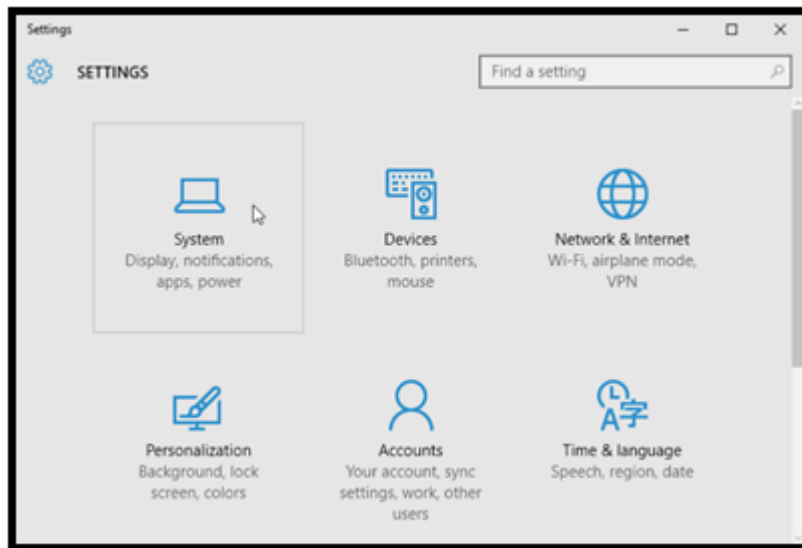 Settings
SETTINGS
Find a setting
System
Display, notifications,
apps, power
Devices
Bluetooth, printers,
mouse
Network & Internet
Wi-Fi, airplane mode,
VPN
Personalization
Background, lock
screen, colors
Accounts
Your account, sync
settings, work, other
users
Time & language
Speech, region, date
A字